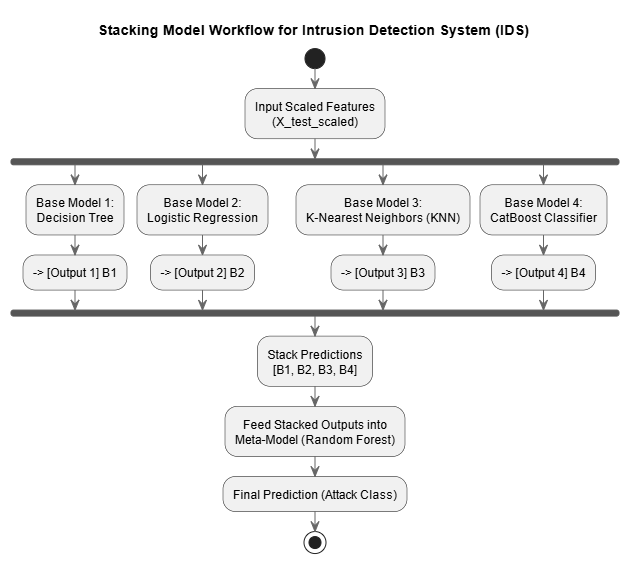 Stacking Model Workflow for Intrusion Detection System (IDS)
Input Scaled Features
(X_test_scaled)
Base Model 1:
Decision Tree
Base Model 2:
Logistic Regression
Base Model 3:
K-Nearest Neighbors (KNN)
Base Model 4:
CatBoost Classifier
-> [Output 1] B1
-> [Output 2] B2
-> [Output 3] B3
-> [Output 4] B4
Stack Predictions
[B1, B2, B3, B4]
Feed Stacked Outputs into
Meta-Model (Random Forest)
Final Prediction (Attack Class)